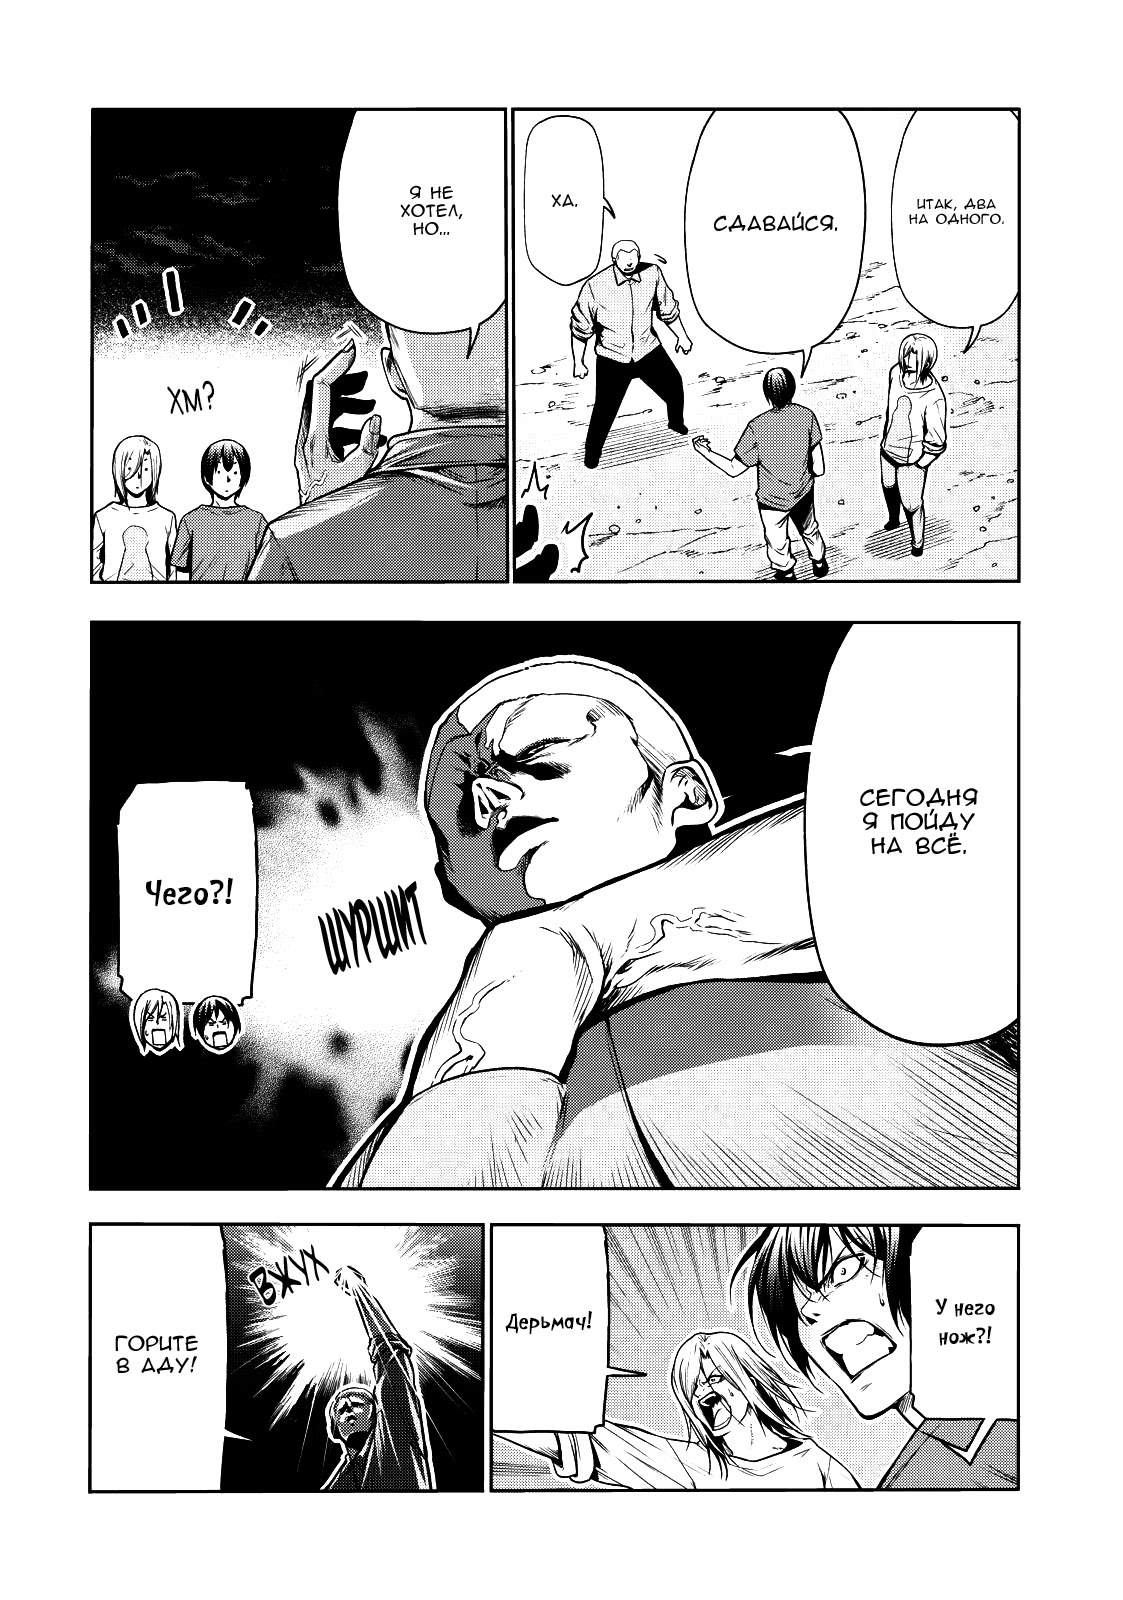 ИТАК, ДВА
НА ОДНОГО.
СДАВАЙСЯ.
ХА.
Я НЕ
ХОТЕЛ,
НО...
ХМ?
СЕГОДНЯ
Я ПОЙДУ
НА ВСЁ.
ШУРШИТ
Чего?!
У него
нож?!
Дерьмач!
ВЖУХ
ГОРИТЕ
В АДУ!